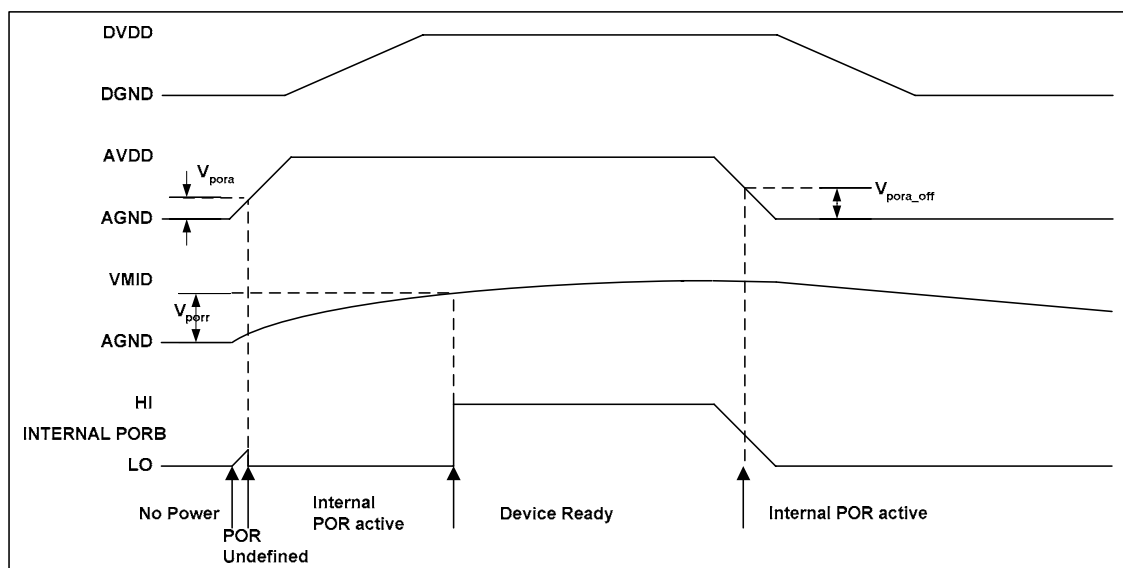 DVDD
DGND
AVDD
Vpora
Vpora_off
AGND
VMID
Vporr
AGND
HI
INTERNAL PORB
LO
No Power
POR
Undefined
Internal
POR active
Device Ready
Internal POR active